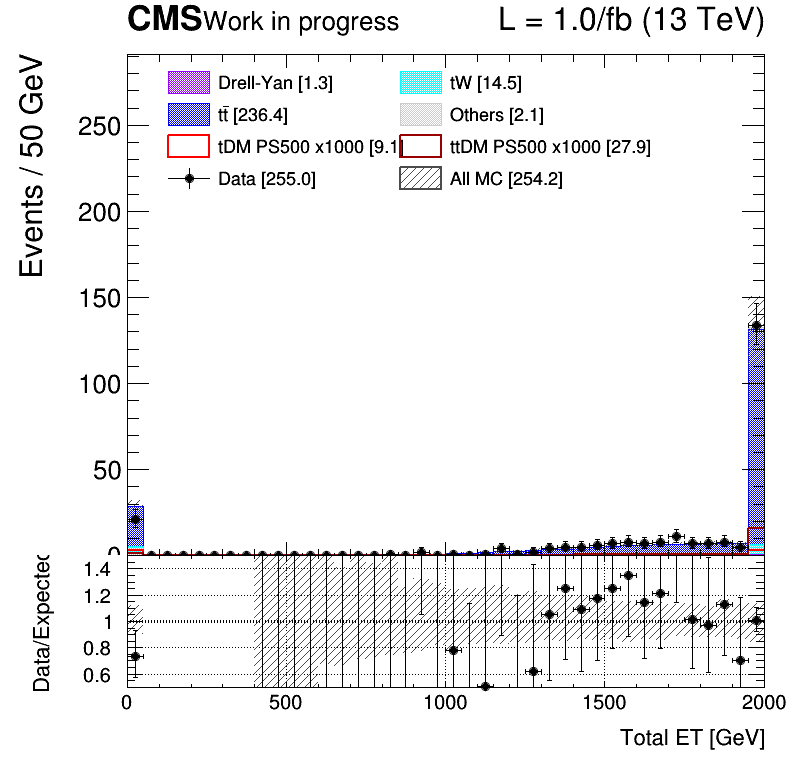 CMS Work in progress L = 1.0/fb (13 TeV)
Events / 50 GeV
Drell-Yan [1.3] tW [14.5]
tt̄ [236.4] Others [2.1]
tDM PS500 x1000 [9.1] ttDM PS500 x1000 [27.9]
Data [255.0] All MC [254.2]
250
200
150
100
50
0
Data/Expected
1.4
1.2
1
0.8
0.6
0 500 1000 1500 2000
Total ET [GeV]